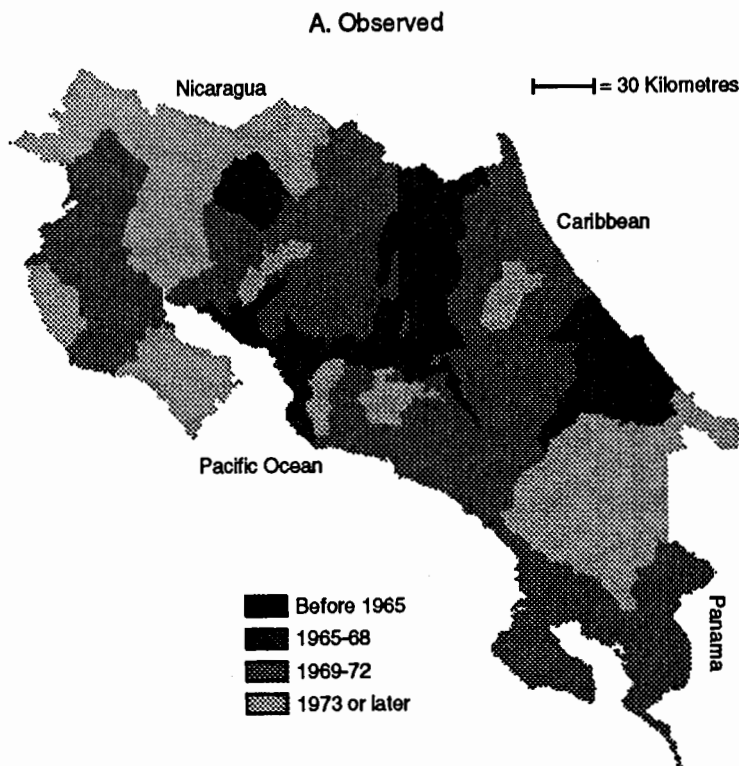 A. Observed
Nicaragua
= 30 Kilometres
Caribbean
Pacific Ocean
Before 1965
1965-68
1969-72
1973 or later
Panama